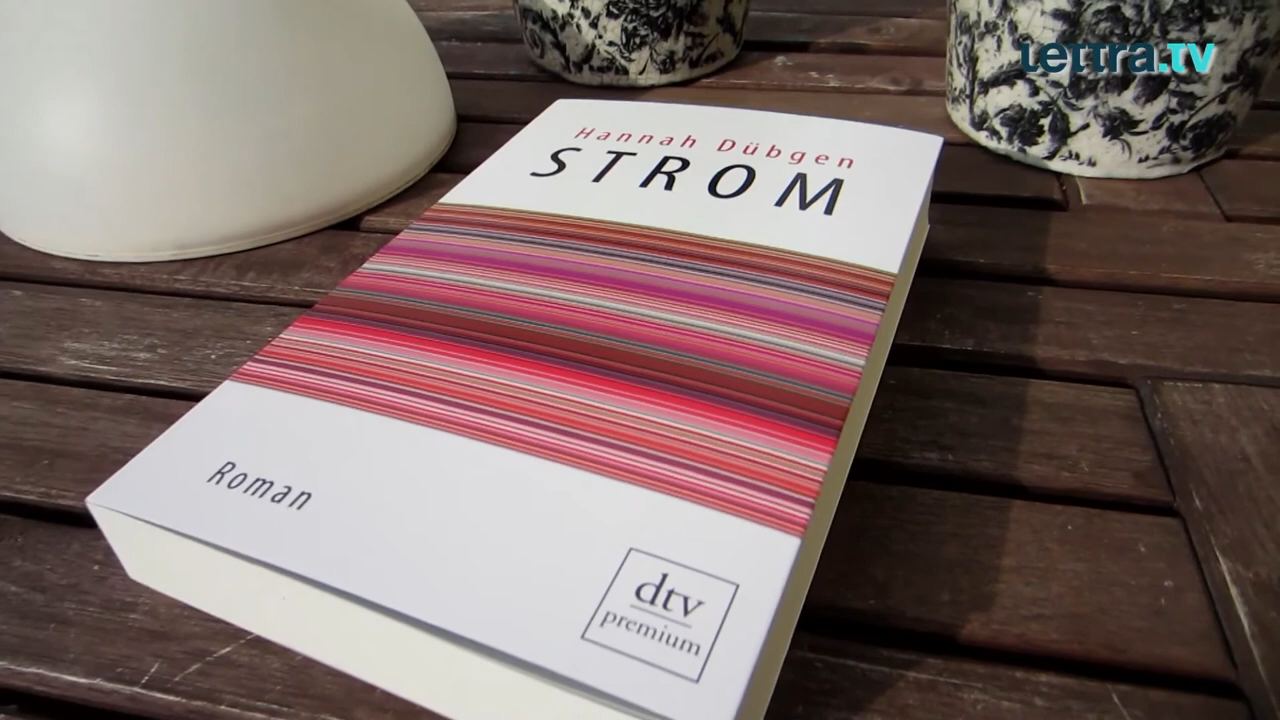 lettra.tv
Hannah Dübgen
STROM
Roman
dtv
premium